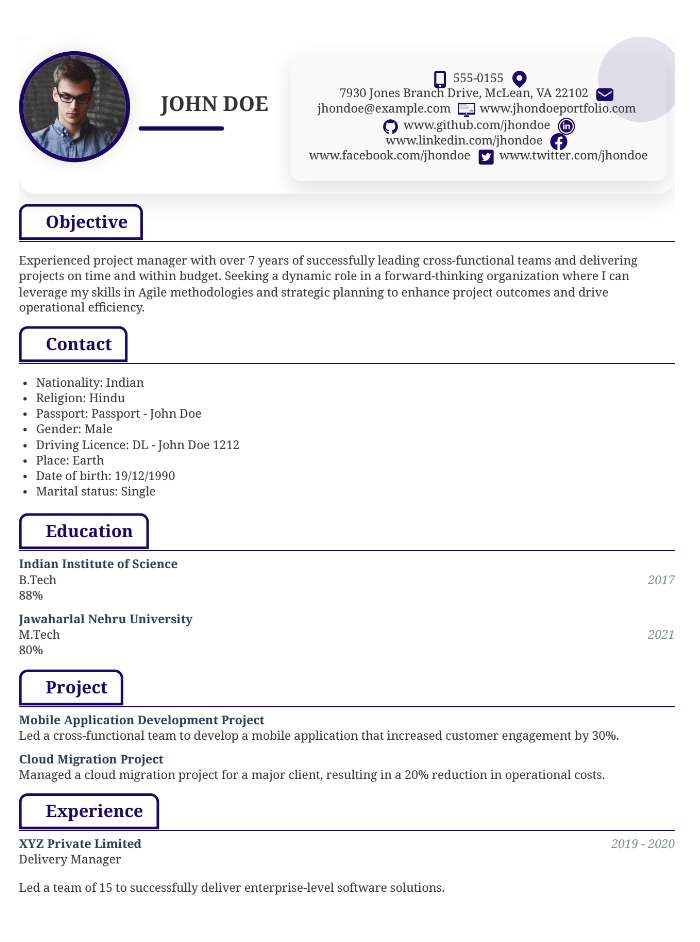 JOHN DOE
555-0155
7930 Jones Branch Drive, McLean, VA 22102
jhondoe@example.com www.jhondoeportfolio.com
www.github.com/jhondoe
www.linkedin.com/jhondoe
www.facebook.com/jhondoe www.twitter.com/jhondoe
Objective
Experienced project manager with over 7 years of successfully leading cross-functional teams and delivering
projects on time and within budget. Seeking a dynamic role in a forward-thinking organization where I can
leverage my skills in Agile methodologies and strategic planning to enhance project outcomes and drive
operational efficiency.
Contact
• Nationality: Indian
• Religion: Hindu
• Passport: Passport - John Doe
• Gender: Male
• Driving Licence: DL - John Doe 1212
• Place: Earth
• Date of birth: 19/12/1990
• Marital status: Single
Education
Indian Institute of Science
B.Tech 2017
88%
Jawaharlal Nehru University
M.Tech 2021
80%
Project
Mobile Application Development Project
Led a cross-functional team to develop a mobile application that increased customer engagement by 30%.
Cloud Migration Project
Managed a cloud migration project for a major client, resulting in a 20% reduction in operational costs.
Experience
XYZ Private Limited 2019 - 2020
Delivery Manager
Led a team of 15 to successfully deliver enterprise-level software solutions.